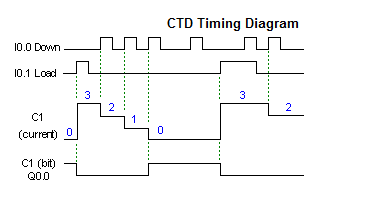 CTD Timing Diagram
I0.0 Down
I0.1 Load
3 3
2 2
C1 1
(current) 0 0
C1 (bit)
Q0.0